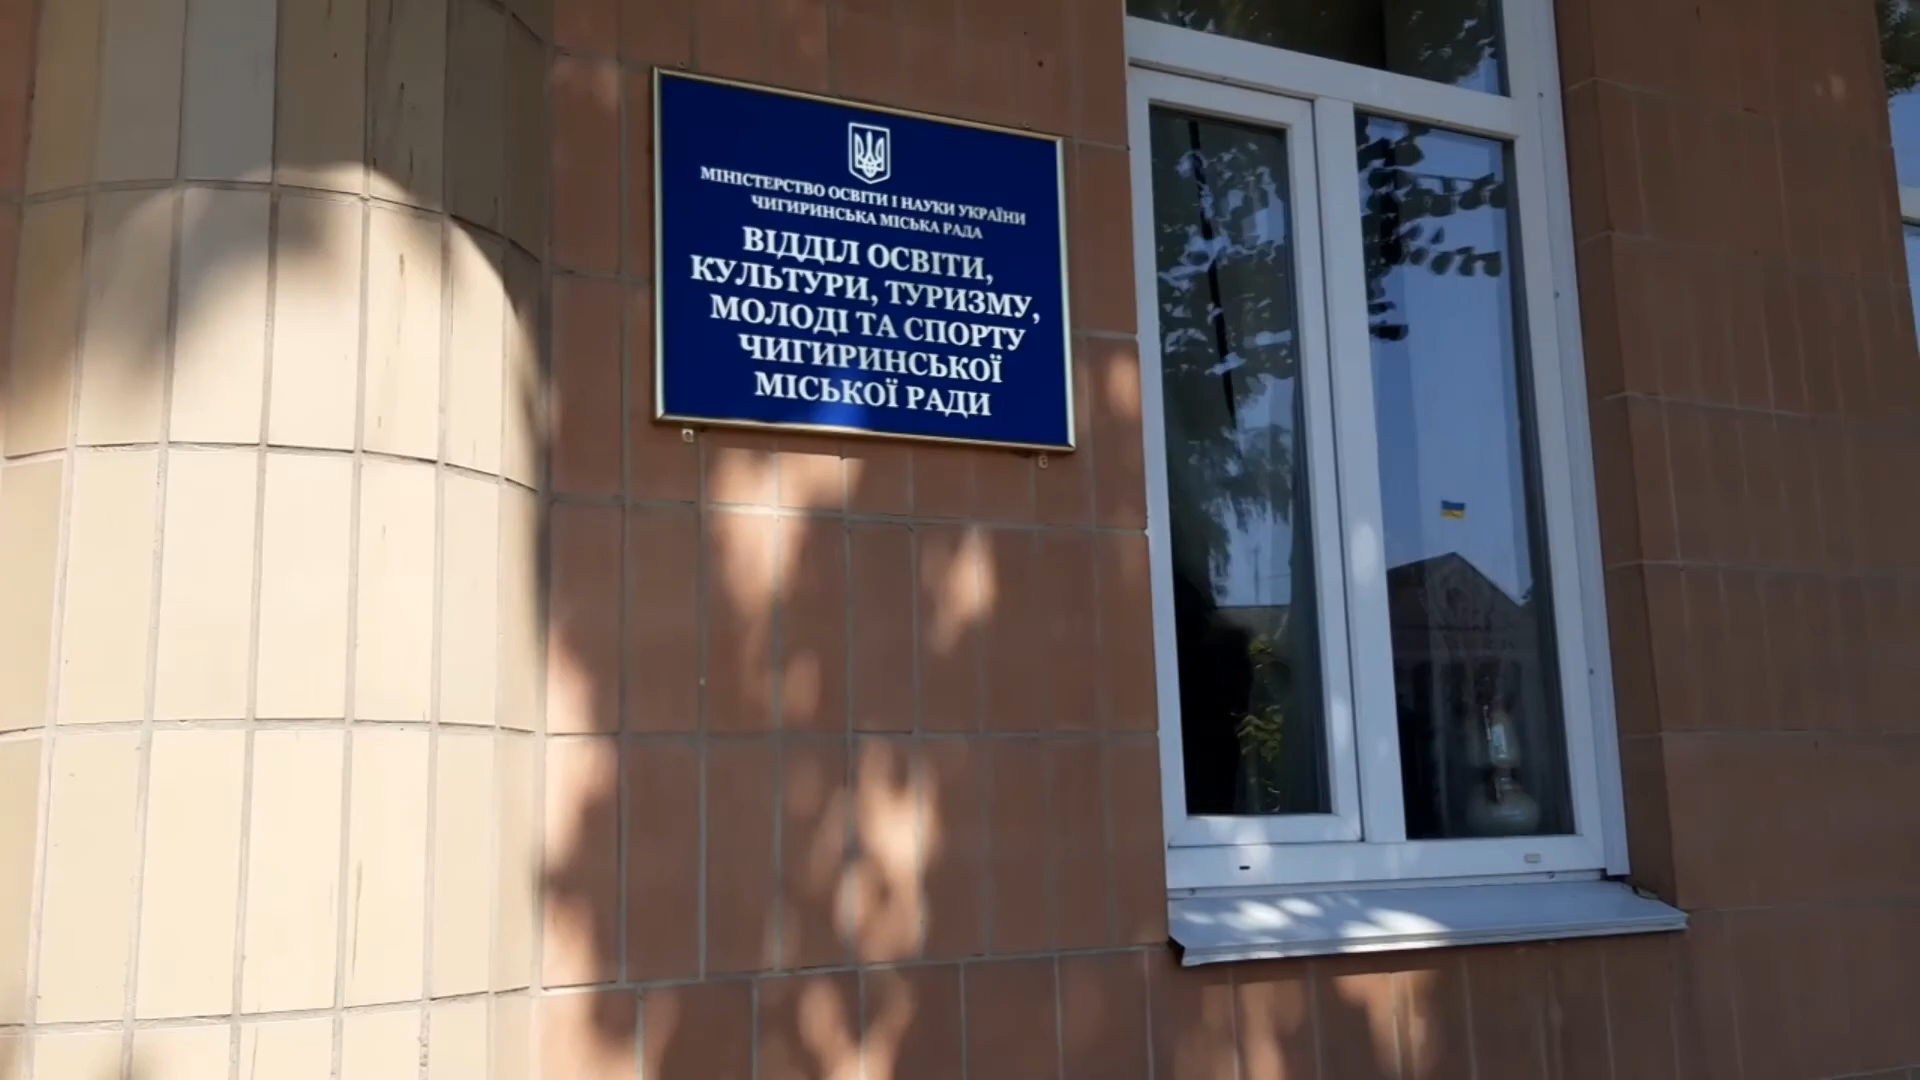 МІНІСТЕРСТВО ОСВІТИ І НАУКИ УКРАЇНИ
ЧИГИРИНСЬКА МІСЬКА РАДА
ВІДДІЛ ОСВІТИ,
КУЛЬТУРИ, ТУРИЗМУ,
МОЛОДІ ТА СПОРТУ
ЧИГИРИНСЬКОЇ
МІСЬКОЇ РАДИ